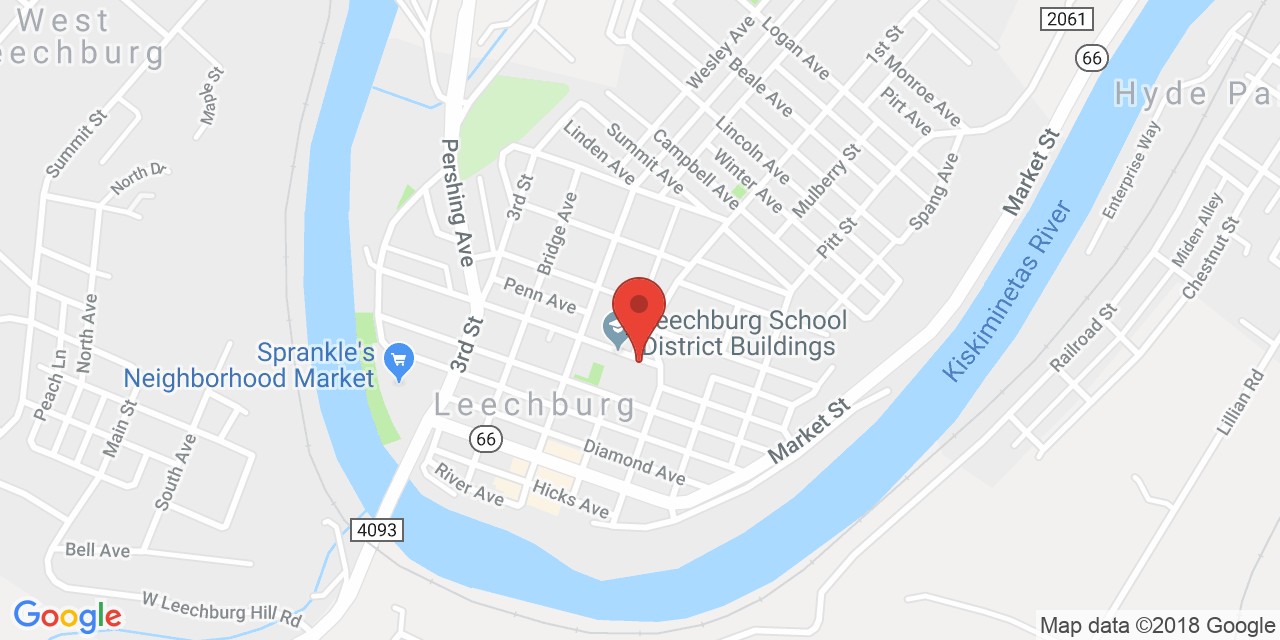 West
eechburg
Maple St
Summit St
North Dr
Pershing Ave
3rd St
Bridge Ave
Linden Ave
Summit Ave
Campbell Ave
Wesley Ave
Logan Ave
Beale Ave
Lincoln Ave
Winter Ave
1st St
Monroe Ave
Pirt Ave
Mulberry St
Pitt St
Spang Ave
2061
66
Market St
Hyde Pa
Enterprise Way
Miden Alley
Chestnut St
Kiskiminetas River
Railroad St
Lillian Rd
Penn Ave
Leechburg School
District Buildings
Sprankle's
Neighborhood Market
3rd St
Leechburg
66
Diamond Ave
Market St
River Ave
Hicks Ave
4093
North Ave
Peach Ln
Main St
South Ave
Bell Ave
W Leechburg Hill Rd
Google
Map data ©2018 Google